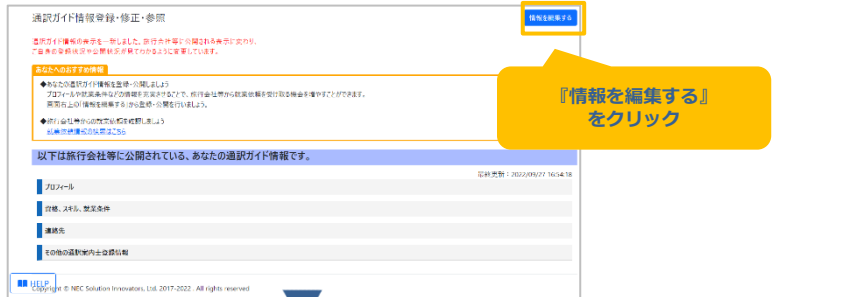 通訳ガイド情報登録・修正・参照
情報を編集する
通訳ガイド情報の表示を一新しました。旅行会社等に公開される表示に変わり、
ご自身の登録状況や公開状況が見てわかるように変更しています。
あなたへのおすすめ情報
◆あなたの通訳ガイド情報を登録・公開しましょう
プロフィールや就業条件などの情報を充実させることで、旅行会社等から就業依頼を受け取る機会を増やすことができます。
画面右上の「情報を編集する」から登録・公開を行いましょう。
◆旅行会社等からの就業依頼を確認しましょう
就業依頼情報の検索はこちら
『情報を編集する』
をクリック
以下は旅行会社等に公開されている、あなたの通訳ガイド情報です。
最終更新：2022/09/27 16:54:18
プロフィール
資格、スキル、就業条件
連絡先
その他の通訳案内士登録情報
HELP
Copyright © NEC Solution Innovators, Ltd. 2017-2022. All rights reserved